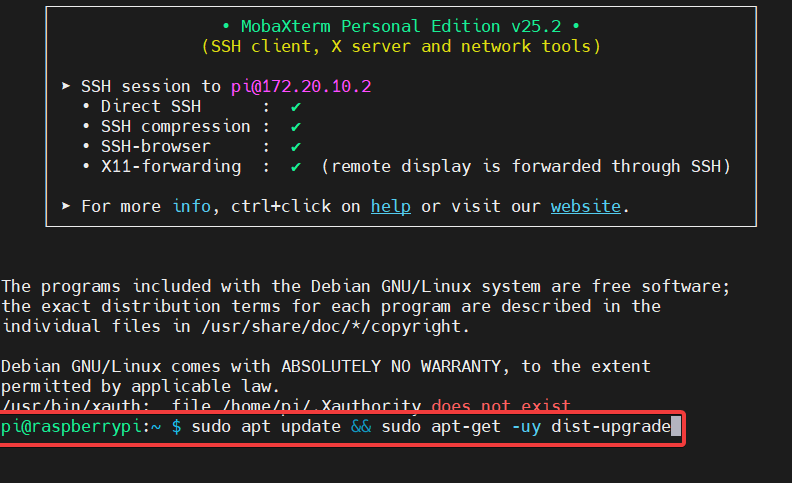 • MobaXterm Personal Edition v25.2 •
(SSH client, X server and network tools)
➤ SSH session to pi@172.20.10.2
• Direct SSH : ✔
• SSH compression : ✔
• SSH-browser : ✔
• X11-forwarding : ✔ (remote display is forwarded through SSH)
➤ For more info, ctrl+click on help or visit our website.
The programs included with the Debian GNU/Linux system are free software;
the exact distribution terms for each program are described in the
individual files in /usr/share/doc/*/copyright.
Debian GNU/Linux comes with ABSOLUTELY NO WARRANTY, to the extent
permitted by applicable law.
/usr/bin/xauth: file /home/pi/.Xauthority does not exist
pi@raspberrypi:~ $ sudo apt update && sudo apt-get -uy dist-upgrade